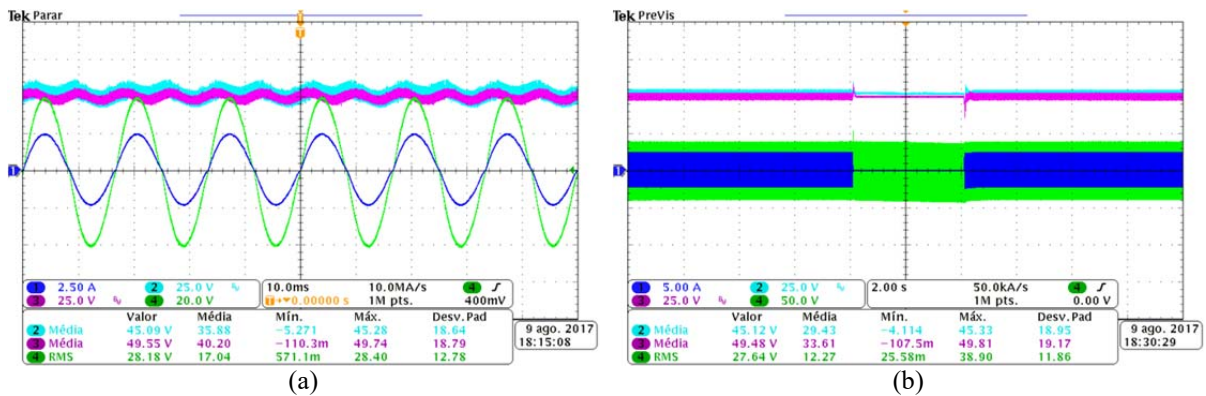 Tek Parar
1 2.50 A 2 25.0 V
3 25.0 V 4 20.0 V
10.0ms 10.0MA/s 4
T 0.00000 s 1M pts. 400mV
Valor Média Mín. Máx. Desv.Pad
2 Média 45.09 V 35.88 −5.271 45.28 18.64
3 Média 49.55 V 40.20 −110.3m 49.74 18.79
4 RMS 28.18 V 17.04 571.1m 28.40 12.78
9 ago. 2017
18:15:08
(a)
Tek PreVis
1 5.00 A 2 25.0 V
3 25.0 V 4 50.0 V
2.00 s 50.0kA/s 4
1M pts. 0.00 V
Valor Média Mín. Máx. Desv.Pad
2 Média 45.12 V 29.43 −4.114 45.33 18.95
3 Média 49.48 V 33.61 −107.5m 49.81 19.17
4 RMS 27.64 V 12.27 25.58m 38.90 11.86
9 ago. 2017
18:30:29
(b)